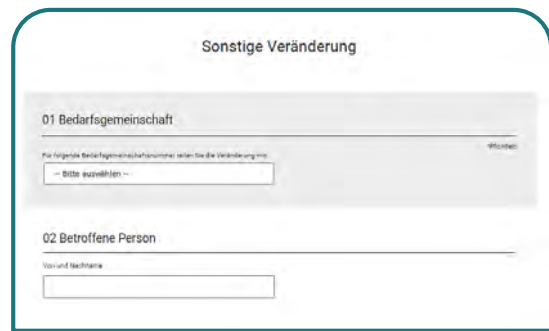 Sonstige Veränderung
01 Bedarfsgemeinschaft
*Pflichtfeld
Für folgende Bedarfsgemeinschaftsnummer teilen Sie die Veränderung mit:
-- Bitte auswählen --
02 Betroffene Person
Vor- und Nachname